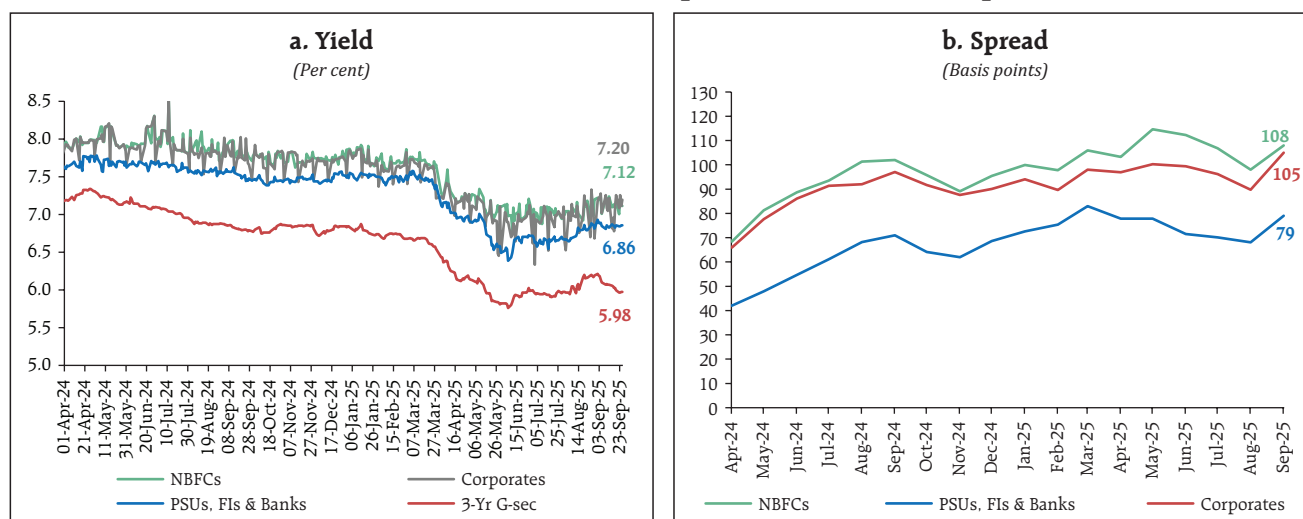 a. Yield
(Per cent)
8.5
8.0
7.5
7.0
6.5
6.0
5.5
5.0
7.20
7.12
6.86
5.98
01-Apr-24
21-Apr-24
11-May-24
31-May-24
20-Jun-24
10-Jul-24
30-Jul-24
19-Aug-24
08-Sep-24
28-Sep-24
18-Oct-24
07-Nov-24
27-Nov-24
17-Dec-24
06-Jan-25
26-Jan-25
15-Feb-25
07-Mar-25
27-Mar-25
16-Apr-25
06-May-25
26-May-25
15-Jun-25
05-Jul-25
25-Jul-25
14-Aug-25
03-Sep-25
23-Sep-25
NBFCs
Corporates
PSUs, FIs & Banks
3-Yr G-sec
b. Spread
(Basis points)
130
120
110
100
90
80
70
60
50
40
30
20
10
0
108
105
79
Apr-24
May-24
Jun-24
Jul-24
Aug-24
Sep-24
Oct-24
Nov-24
Dec-24
Jan-25
Feb-25
Mar-25
Apr-25
May-25
Jun-25
Jul-25
Aug-25
Sep-25
NBFCs
PSUs, FIs & Banks
Corporates